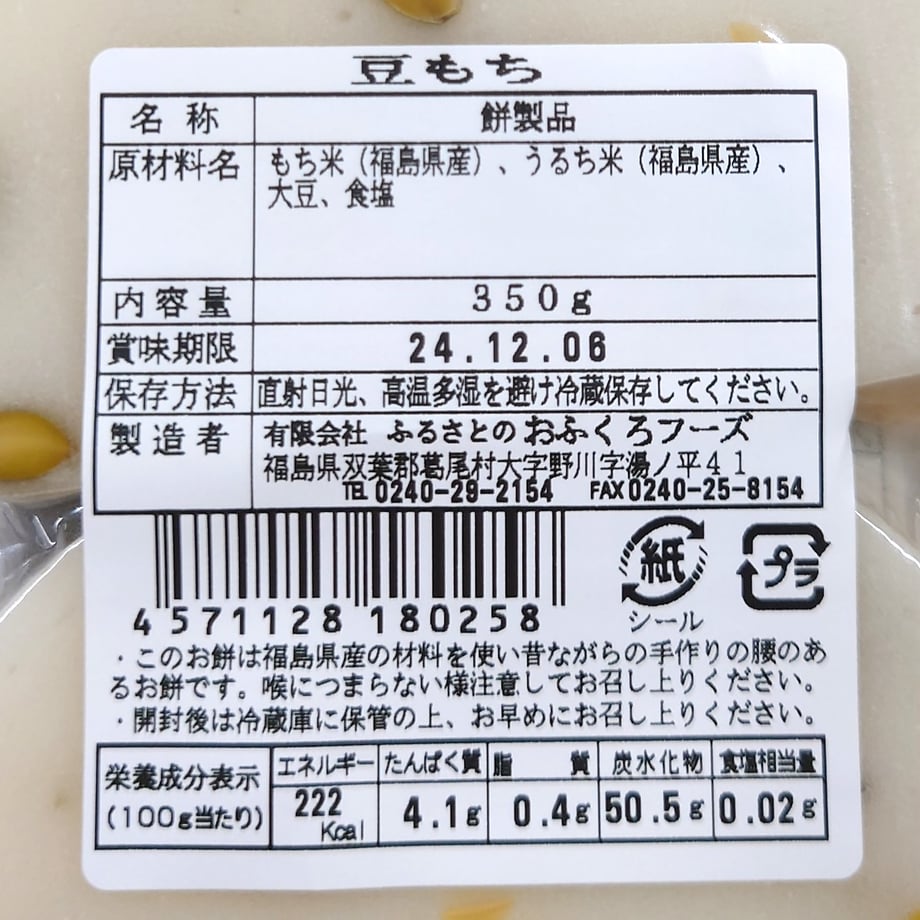 豆もち
名称 餅製品
原材料名 もち米（福島県産）、うるち米（福島県産）、
大豆、食塩
内容量 350g
賞味期限 24.12.06
保存方法 直射日光、高温多湿を避け冷蔵保存してください。
製造者 有限会社 ふるさとのおふくろフーズ
福島県双葉郡葛尾村大字野川字湯ノ平41
TEL 0240-29-2154 FAX 0240-25-8154
紙 プラ
シール
4 571128 180258
・このお餅は福島県産の材料を使い昔ながらの手作りの腰のあ
るお餅です。喉につまらない様注意してお召し上りください。
・開封後は冷蔵庫に保管の上、お早めにお召し上りください。
栄養成分表示 エネルギー たんぱく質 脂質 炭水化物 食塩相当量
(100g当たり) 222Kcal 4.1g 0.4g 50.5g 0.02g